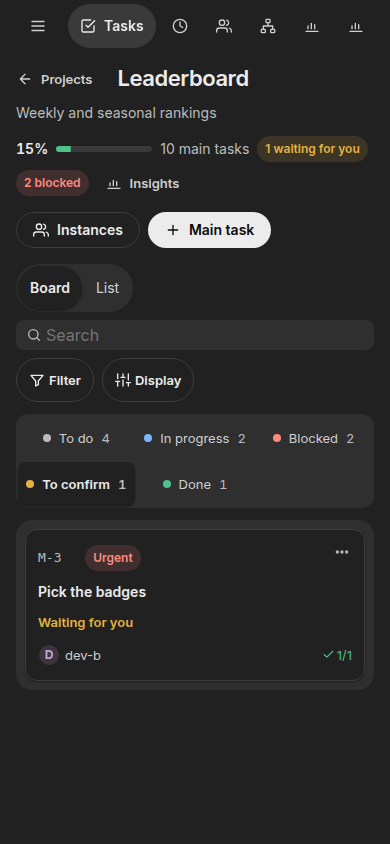 Tasks
Projects Leaderboard
Weekly and seasonal rankings
15% 10 main tasks 1 waiting for you
2 blocked Insights
Instances Main task
Board List
Search
Filter Display
To do 4 In progress 2 Blocked 2
To confirm 1 Done 1
M-3 Urgent
Pick the badges
Waiting for you
D dev-b 1/1